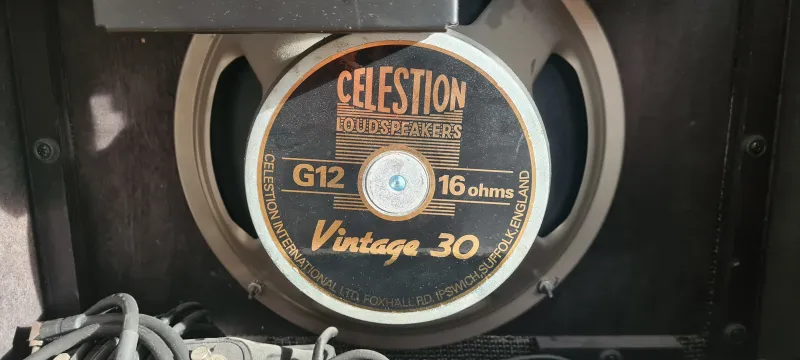 CELESTION
LOUDSPEAKERS
G12 16 ohms
Vintage 30
CELESTION INTERNATIONAL LTD. FOXHALL RD. IPSWICH, SUFFOLK, ENGLAND